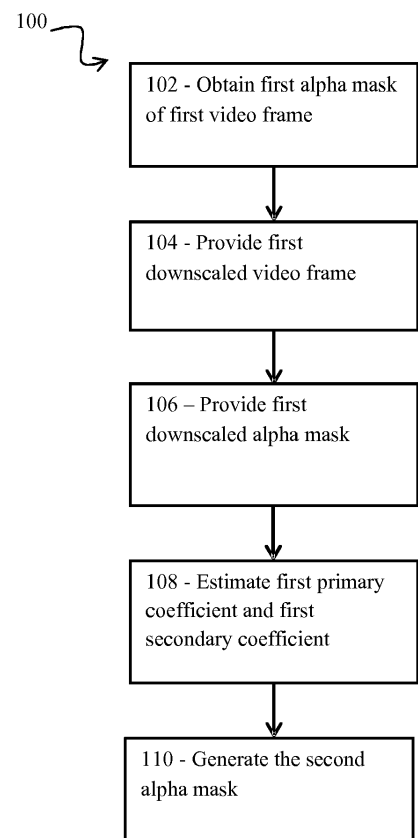 100
102 - Obtain first alpha mask
of first video frame
104 - Provide first
downscaled video frame
106 – Provide first
downscaled alpha mask
108 - Estimate first primary
coefficient and first
secondary coefficient
110 - Generate the second
alpha mask